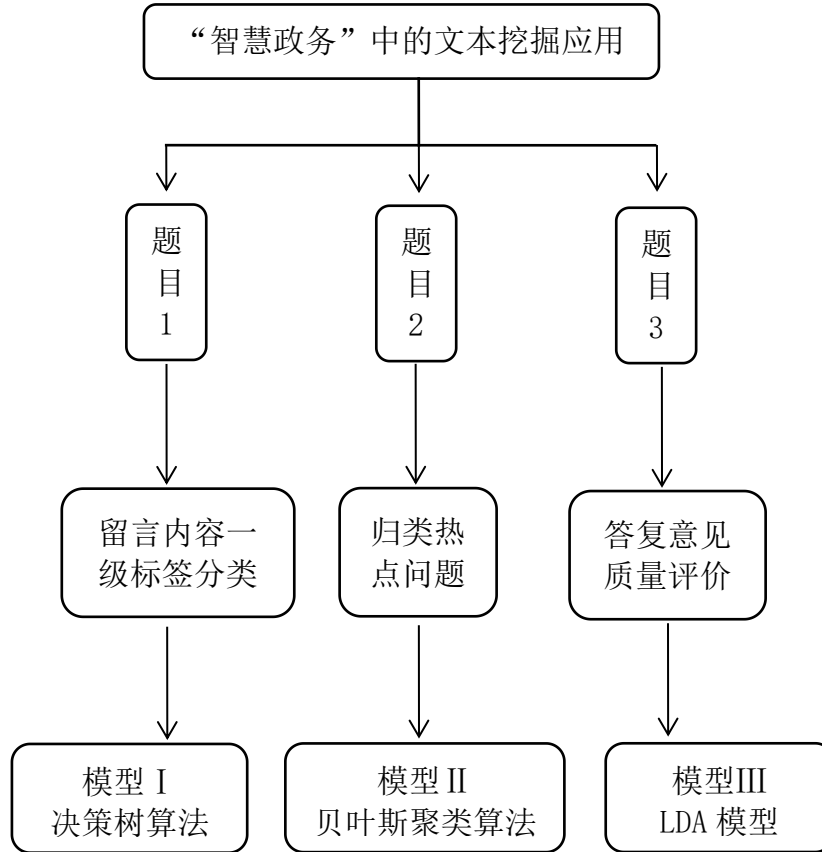 “智慧政务”中的文本挖掘应用
题
目
1
题
目
2
题
目
3
留言内容一
级标签分类
归类热
点问题
答复意见
质量评价
模型Ⅰ
决策树算法
模型Ⅱ
贝叶斯聚类算法
模型Ⅲ
LDA 模型